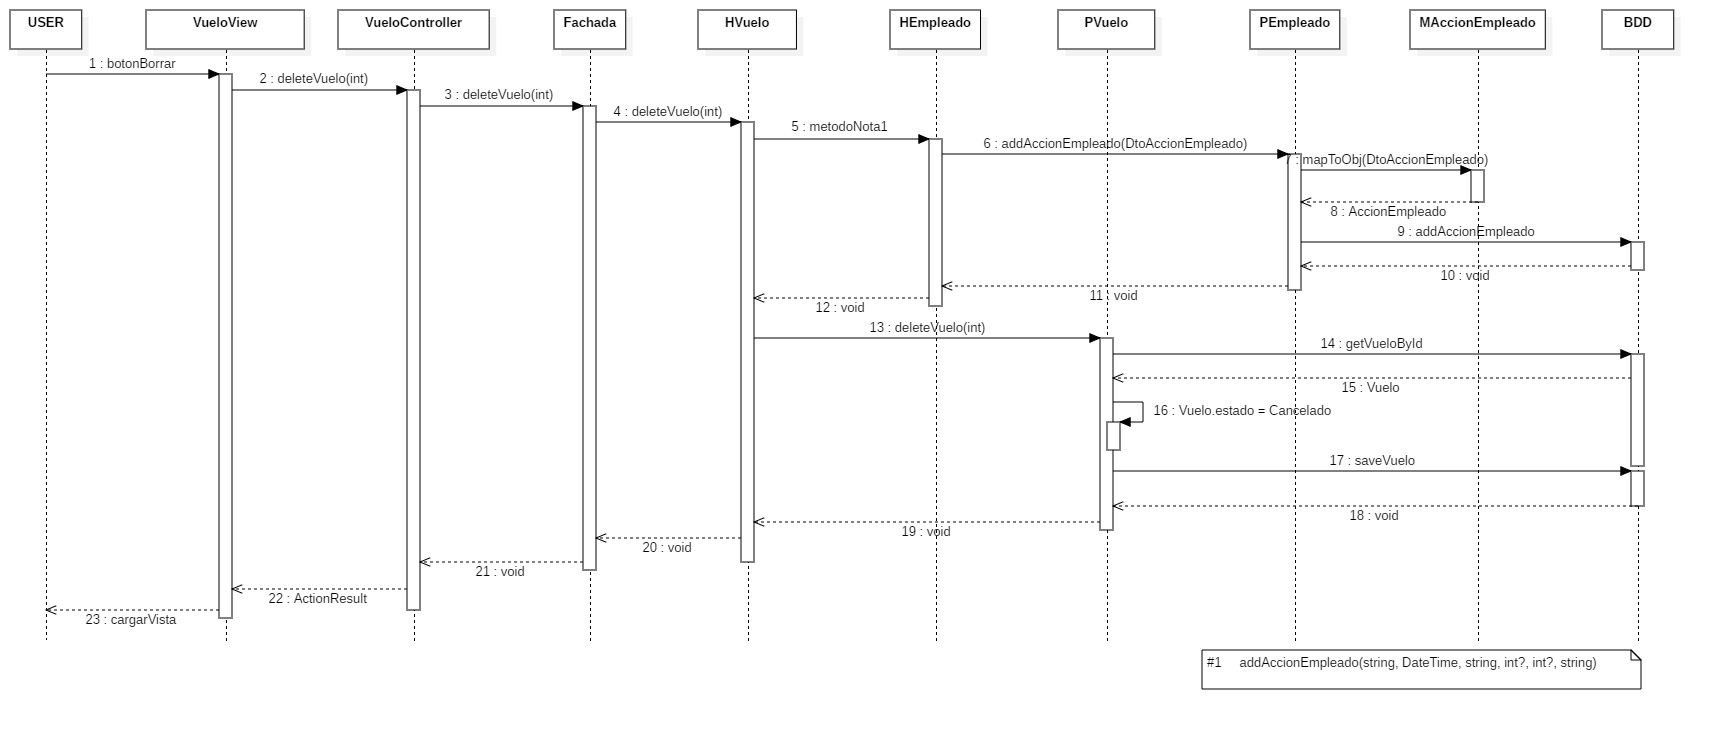 USER
VueloView
VueloController
Fachada
HVuelo
HEmpleado
PVuelo
PEmpleado
MAccionEmpleado
BDD
1 : botonBorrar
2 : deleteVuelo(int)
3 : deleteVuelo(int)
4 : deleteVuelo(int)
5 : metodoNota1
6 : addAccionEmpleado(DtoAccionEmpleado)
7 : mapToObj(DtoAccionEmpleado)
8 : AccionEmpleado
9 : addAccionEmpleado
10 : void
11 : void
12 : void
13 : deleteVuelo(int)
14 : getVueloById
15 : Vuelo
16 : Vuelo.estado = Cancelado
17 : saveVuelo
18 : void
19 : void
20 : void
21 : void
22 : ActionResult
23 : cargarVista
#1 addAccionEmpleado(string, DateTime, string, int?, int?, string)